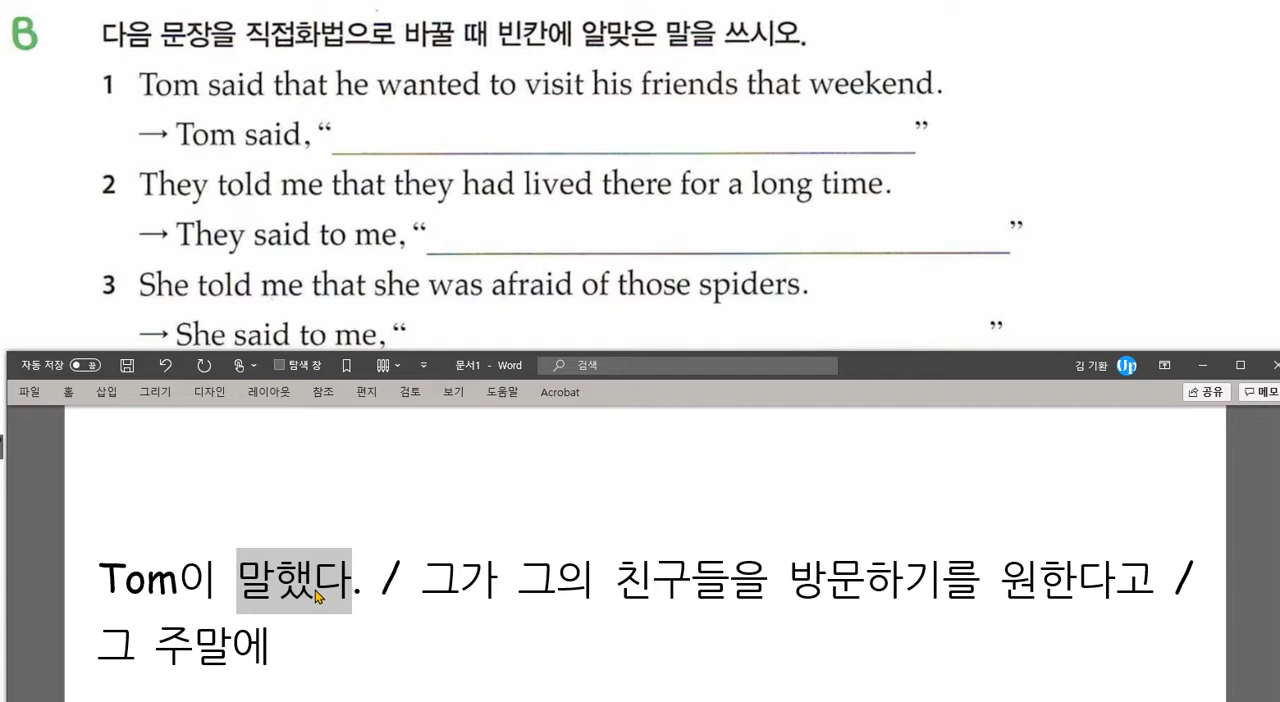 B 다음 문장을 직접화법으로 바꿀 때 빈칸에 알맞은 말을 쓰시오.
1 Tom said that he wanted to visit his friends that weekend.
→ Tom said, “ ”
2 They told me that they had lived there for a long time.
→ They said to me, “ ”
3 She told me that she was afraid of those spiders.
→ She said to me, “ ”
자동 저장 탐색 창 문서1 - Word 검색 김 기환 Up
파일 홈 삽입 그리기 디자인 레이아웃 참조 편지 검토 보기 도움말 Acrobat 공유 메모
Tom이 말했다. / 그가 그의 친구들을 방문하기를 원한다고 /
그 주말에